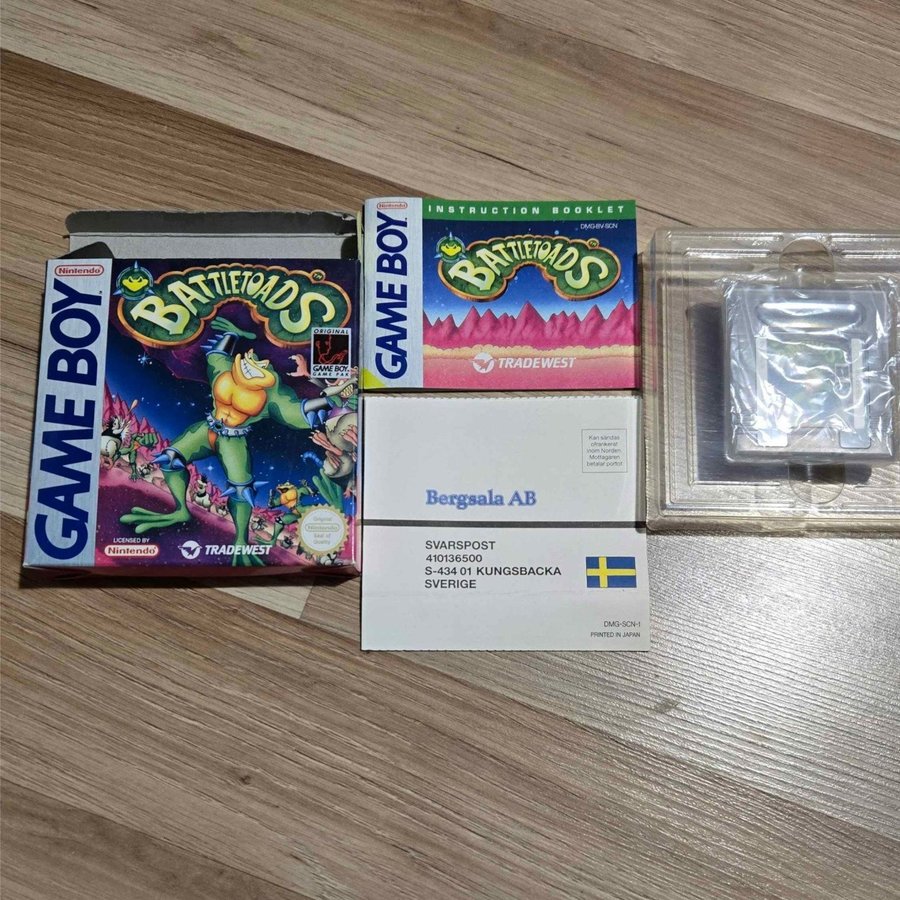 Nintendo
GAME BOY
BATTLETOADS
TM
ORIGINAL
GAME BOY
GAME PAK
Original
Nintendo
Seal of
Quality
LICENSED BY
Nintendo
TRADEWEST
Nintendo
GAME BOY
INSTRUCTION BOOKLET
DMG-BV-SCN
BATTLETOADS
TRADEWEST
Kan sändas
ofrankerat
inom Norden.
Mottagaren
betalar portot.
Bergsala AB
SVARSPOST
410136500
S-434 01 KUNGSBACKA
SVERIGE
DMG-SCN-1
PRINTED IN JAPAN